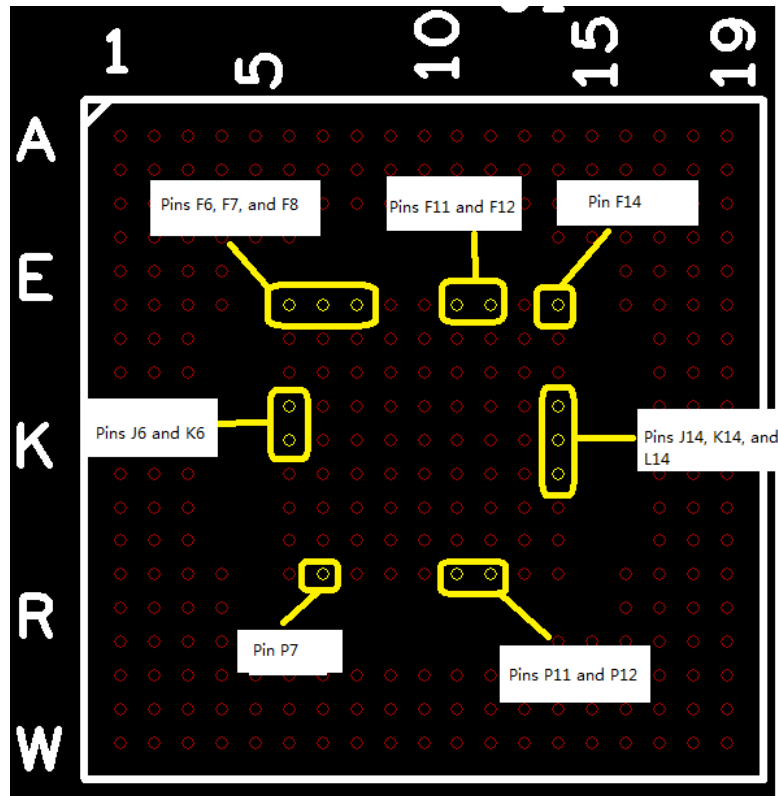 1 5 10 15 19
A
Pins F6, F7, and F8
Pins F11 and F12
Pin F14
E
Pins J6 and K6
K
Pins J14, K14, and
L14
R
Pin P7
Pins P11 and P12
W